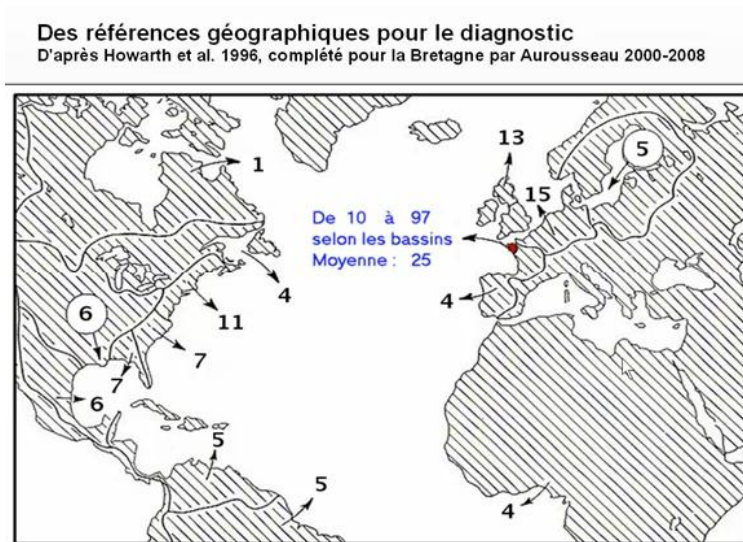 Des références géographiques pour le diagnostic
D'après Howarth et al. 1996, complété pour la Bretagne par Aurousseau 2000-2008
13
5
1
15
De 10 à 97
selon les bassins
Moyenne : 25
4
4
11
6
7
7
6
5
5
4